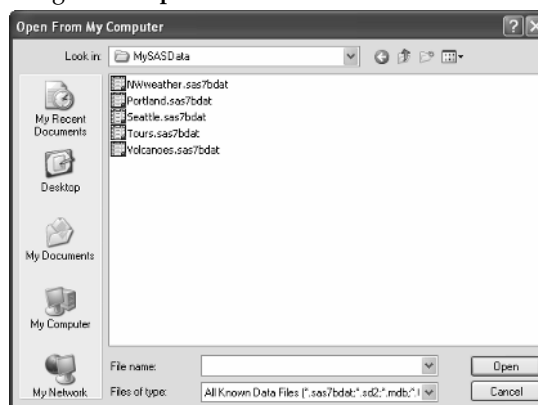 Open From My Computer
Look in: MySASData
NWweather.sas7bdat
Portland.sas7bdat
Seattle.sas7bdat
Tours.sas7bdat
Volcanoes.sas7bdat
My Recent
Documents
Desktop
My Documents
My Computer
My Network
File name:
Open
Files of type: All Known Data Files (*.sas7bdat;*.sd2;*.mdb;*.
Cancel